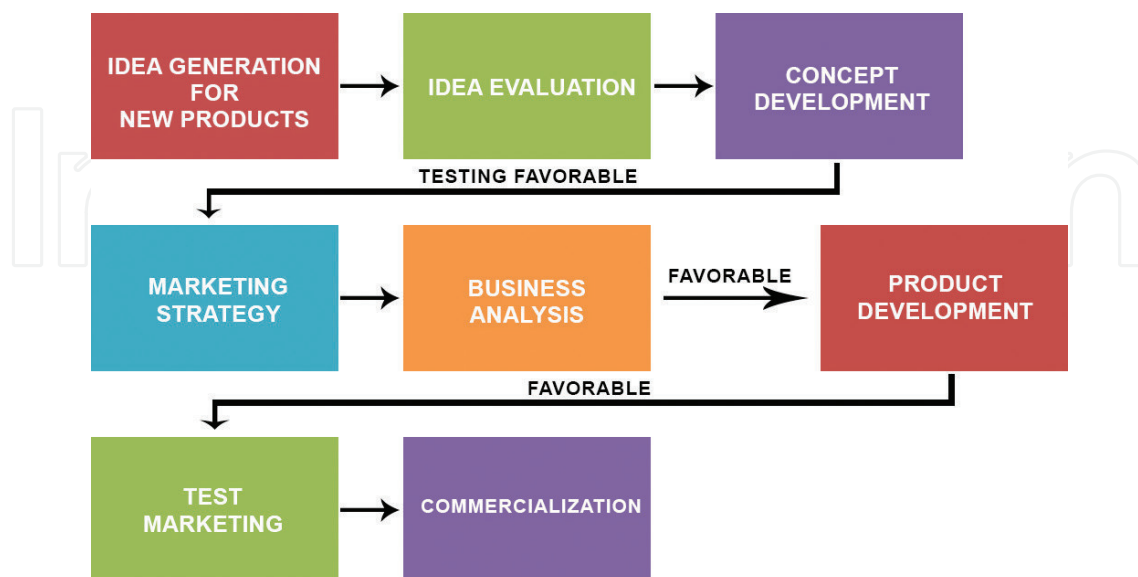 IDEA GENERATION
FOR
NEW PRODUCTS
IDEA EVALUATION
CONCEPT
DEVELOPMENT
TESTING FAVORABLE
MARKETING
STRATEGY
BUSINESS
ANALYSIS
FAVORABLE
PRODUCT
DEVELOPMENT
FAVORABLE
TEST
MARKETING
COMMERCIALIZATION